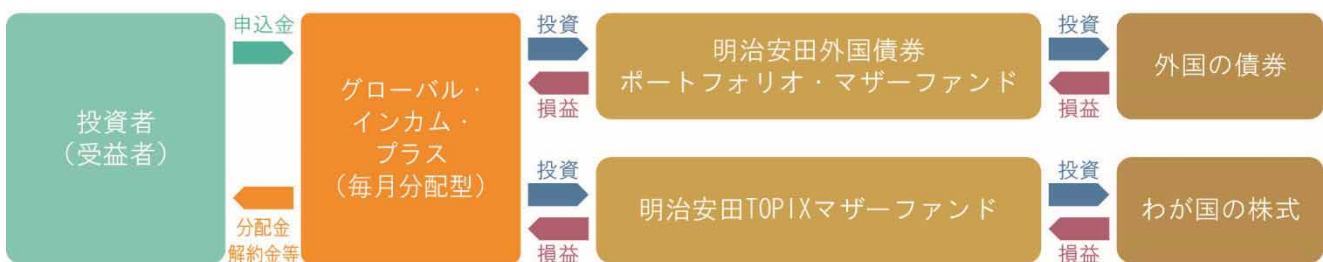 投資者
（受益者）
申込金
分配金
解約金等
グローバル・
インカム・
プラス
（毎月分配型）
投資
損益
明治安田外国債券
ポートフォリオ・マザーファンド
投資
損益
外国の債券
投資
損益
明治安田TOPIXマザーファンド
投資
損益
わが国の株式